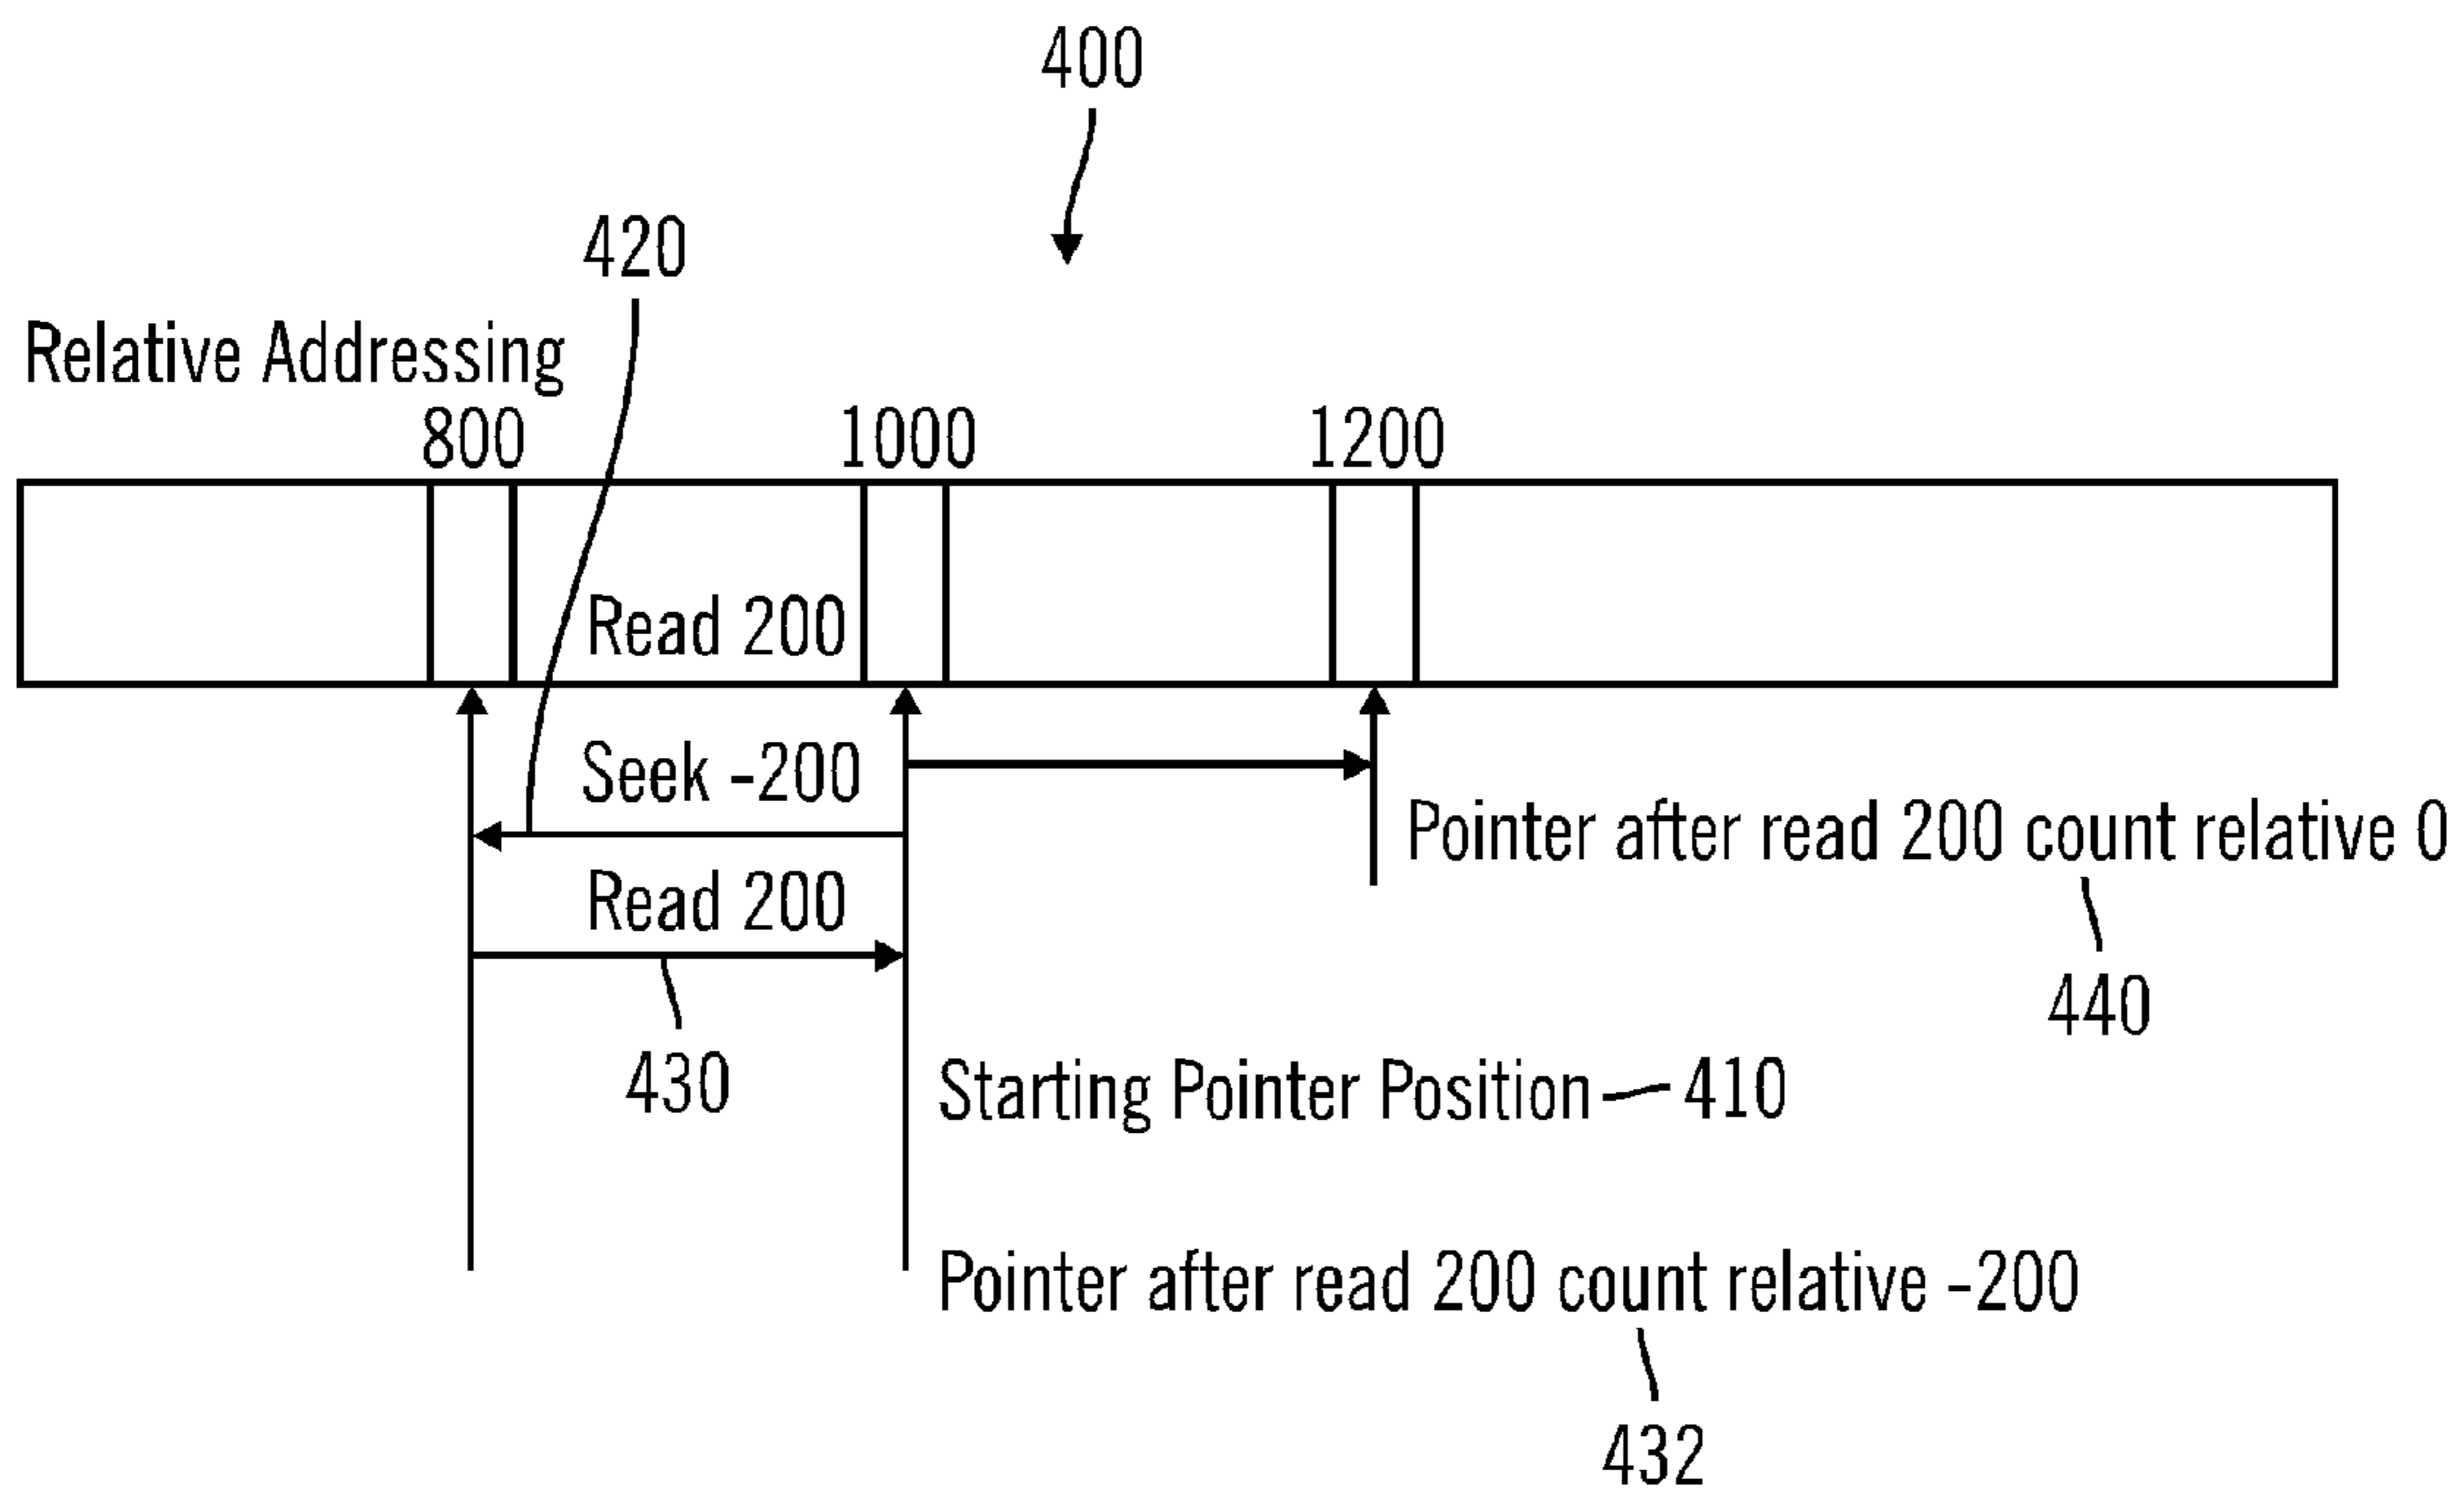 400
420
Relative Addressing
800 1000 1200
Read 200
Seek -200
Pointer after read 200 count relative 0
Read 200
440
430
Starting Pointer Position 410
Pointer after read 200 count relative -200
432